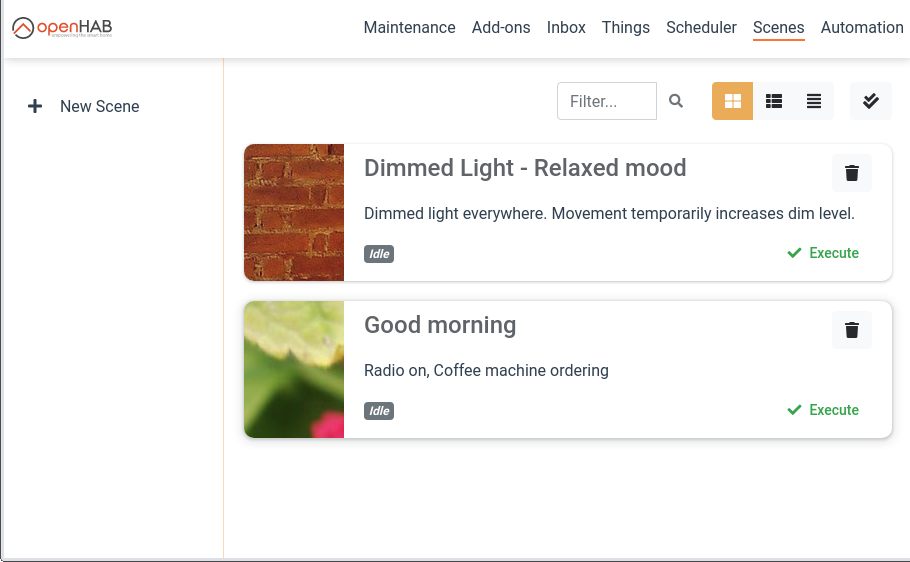 openHAB
empowering the smart home
Maintenance Add-ons Inbox Things Scheduler Scenes Automation
New Scene
Filter...
Dimmed Light - Relaxed mood
Dimmed light everywhere. Movement temporarily increases dim level.
Idle
Execute
Good morning
Radio on, Coffee machine ordering
Idle
Execute